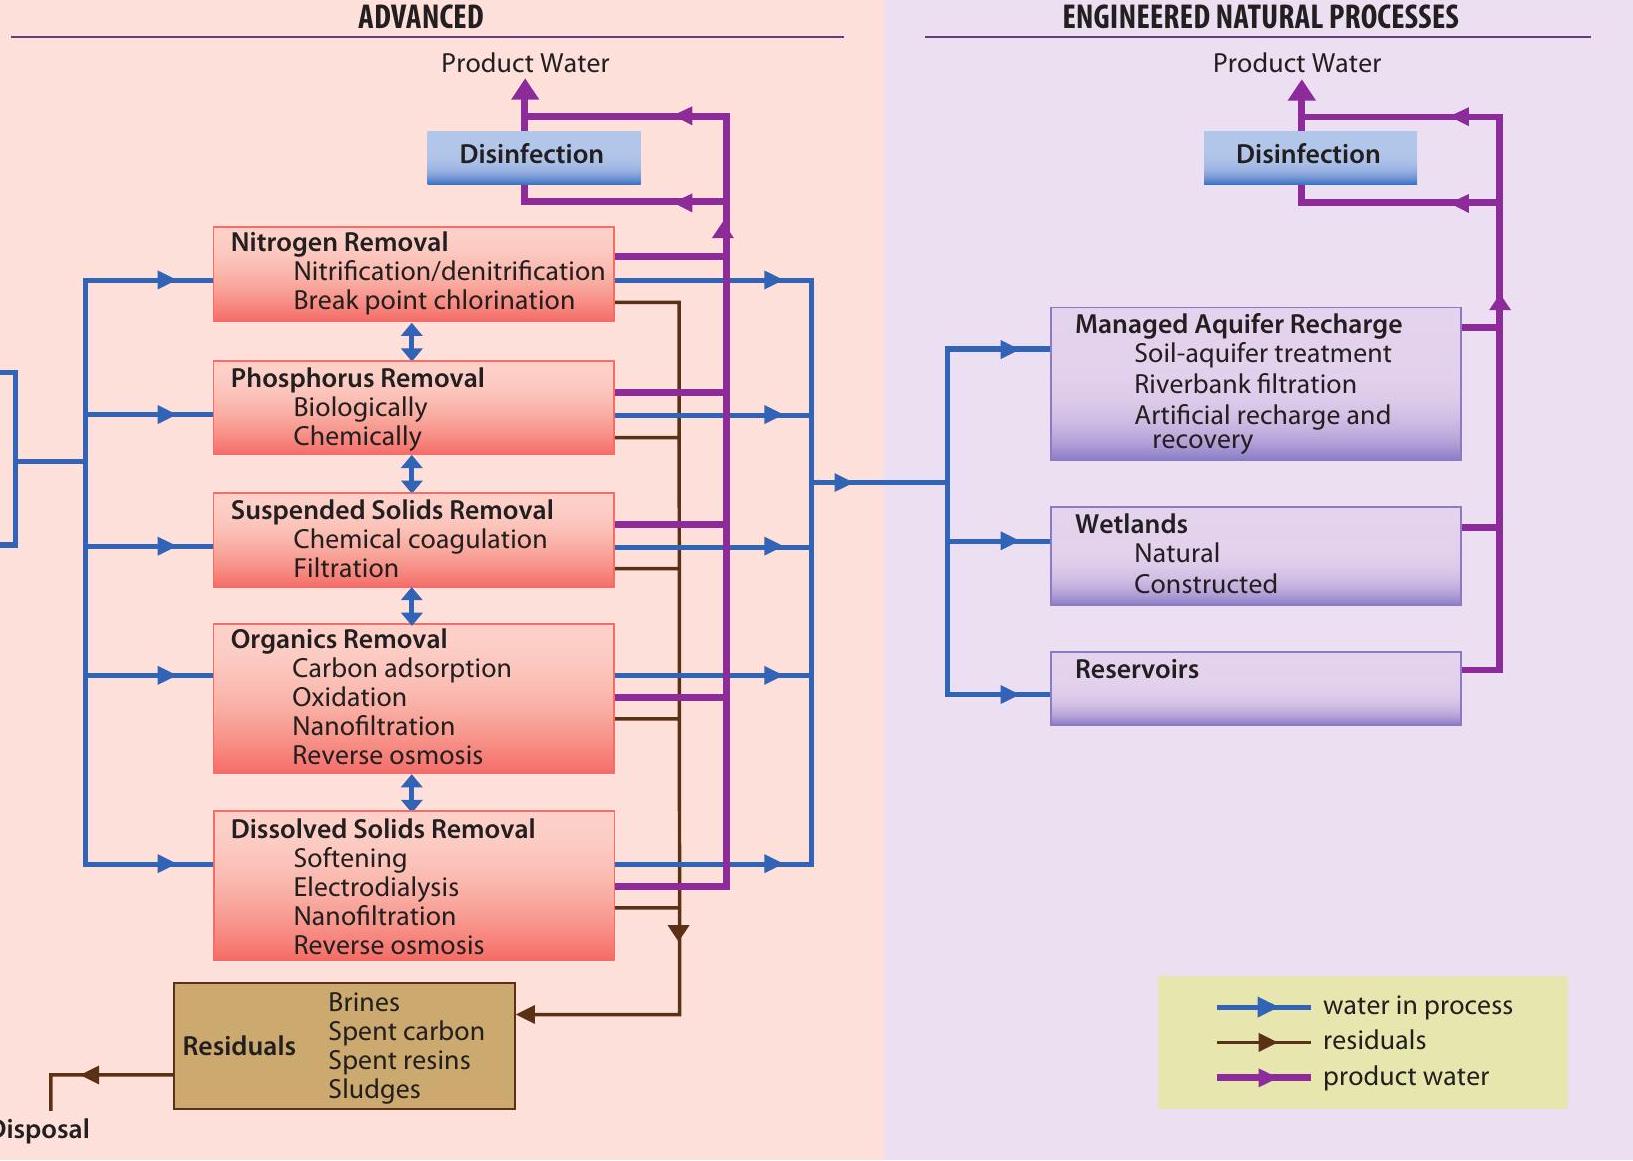 ADVANCED
Product Water
Disinfection
Nitrogen Removal
Nitrification/denitrification
Break point chlorination
Phosphorus Removal
Biologically
Chemically
Suspended Solids Removal
Chemical coagulation
Filtration
Organics Removal
Carbon adsorption
Oxidation
Nanofiltration
Reverse osmosis
Dissolved Solids Removal
Softening
Electrodialysis
Nanofiltration
Reverse osmosis
Residuals
Brines
Spent carbon
Spent resins
Sludges
Disposal
ENGINEERED NATURAL PROCESSES
Product Water
Disinfection
Managed Aquifer Recharge
Soil-aquifer treatment
Riverbank filtration
Artificial recharge and
recovery
Wetlands
Natural
Constructed
Reservoirs
water in process
residuals
product water